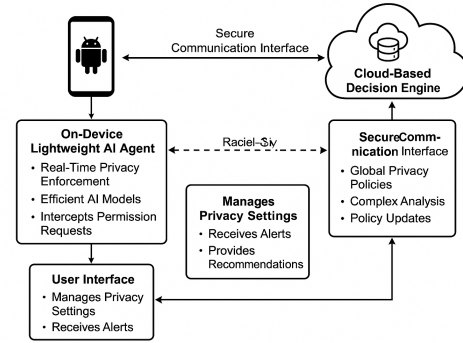 Secure
Communication Interface
Cloud-Based
Decision Engine
On-Device
Lightweight AI Agent
• Real-Time Privacy
Enforcement
• Efficient AI Models
• Intercepts Permission
Requests
SecureComm-
nication Interface
• Global Privacy
Policies
• Complex Analysis
• Policy Updates
Manages
Privacy Settings
• Receives Alerts
• Provides
Recommendations
User Interface
• Manages Privacy
Settings
• Receives Alerts